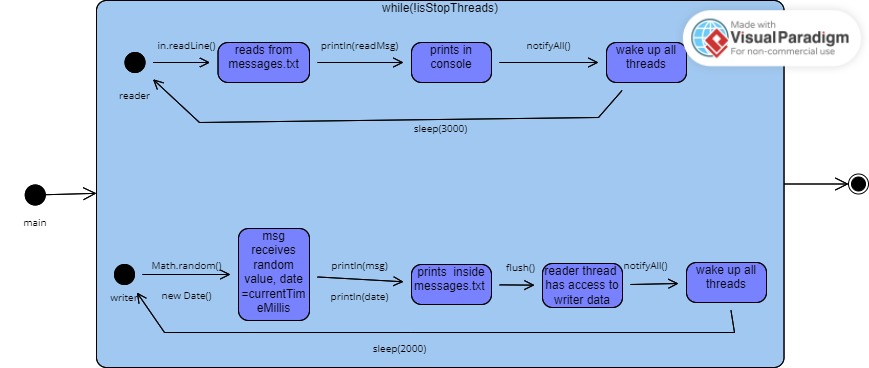 while(!isStopThreads)
Made with
VisualParadigm
For non-commercial use
in.readLine()
reads from
messages.txt
println(readMsg)
prints in
console
notifyAll()
wake up all
threads
reader
sleep(3000)
main
msg
receives
random
value, date
=currentTim
eMillis
Math.random()
new Date()
writer
println(msg)
println(date)
prints inside
messages.txt
flush()
reader thread
has access to
writer data
notifyAll()
wake up all
threads
sleep(2000)